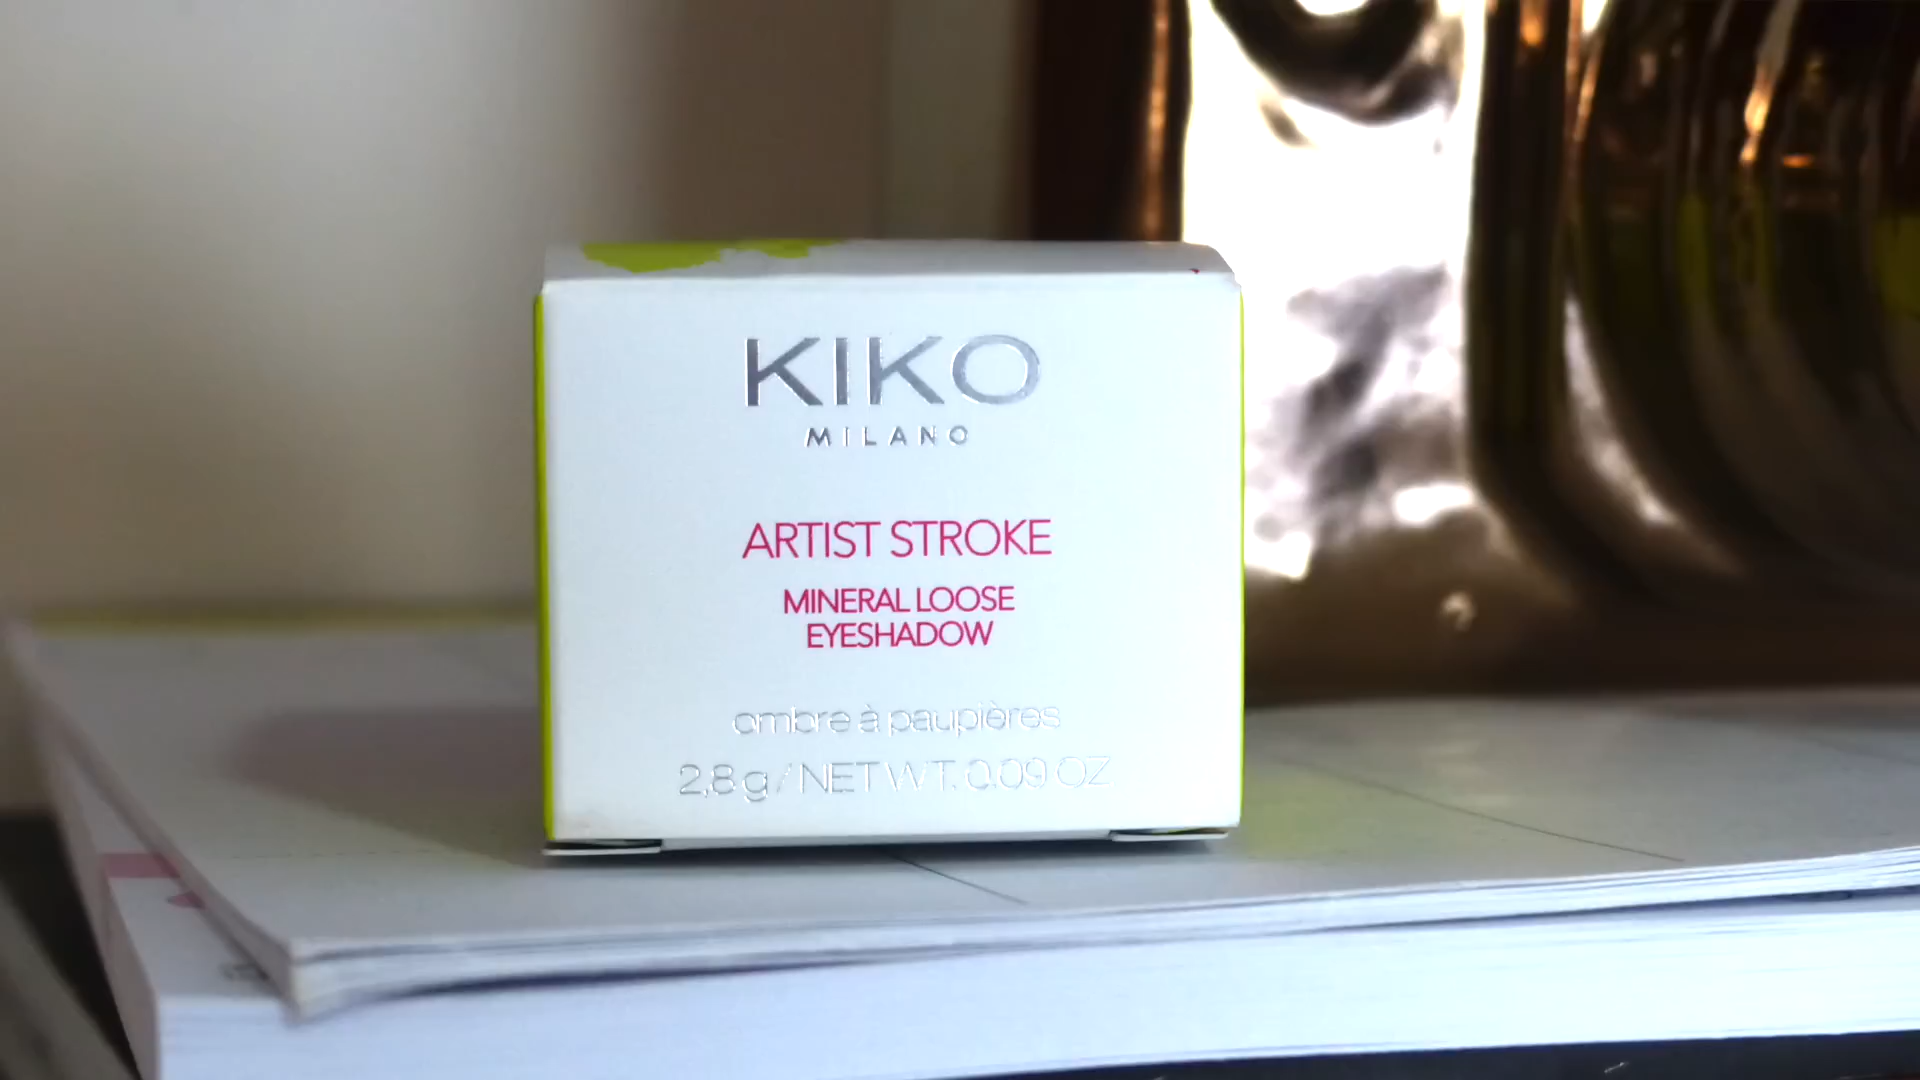 KIKO
MILANO
ARTIST STROKE
MINERAL LOOSE
EYESHADOW
ombre à paupières
2,8 g / NET WT. 0.09 OZ